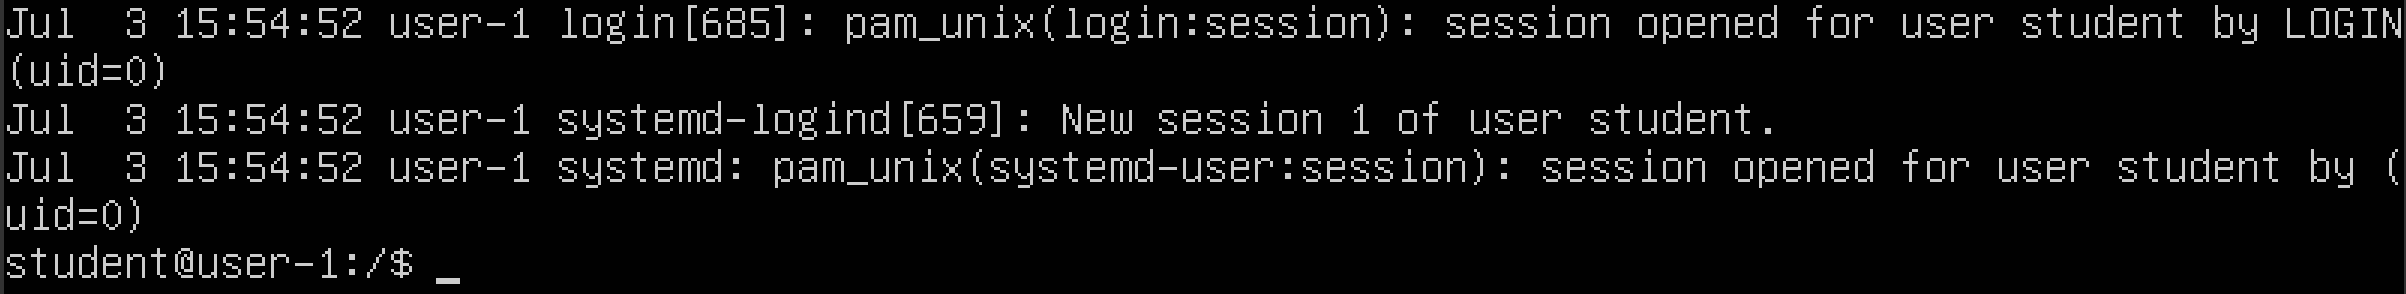 Jul  3 15:54:52 user-1 login[685]: pam_unix(login:session): session opened for user student by LOGIN
(uid=0)
Jul  3 15:54:52 user-1 systemd-logind[659]: New session 1 of user student.
Jul  3 15:54:52 user-1 systemd: pam_unix(systemd-user:session): session opened for user student by (
uid=0)
student@user-1:/$ _